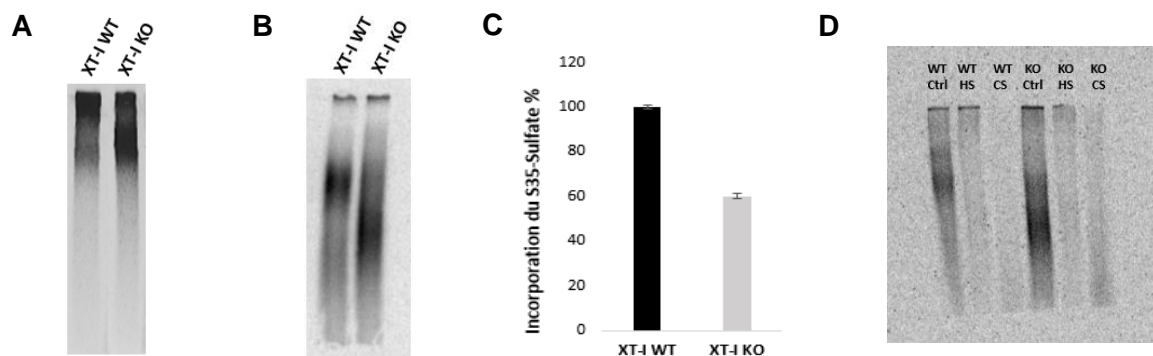 A
XT-I WT
XT-I KO
B
XT-I WT
XT-I KO
C
Incorporation du S35-Sulfate %
120
100
80
60
40
20
0
XT-I WT
XT-I KO
D
WT WT WT KO KO KO
Ctrl HS CS Ctrl HS CS